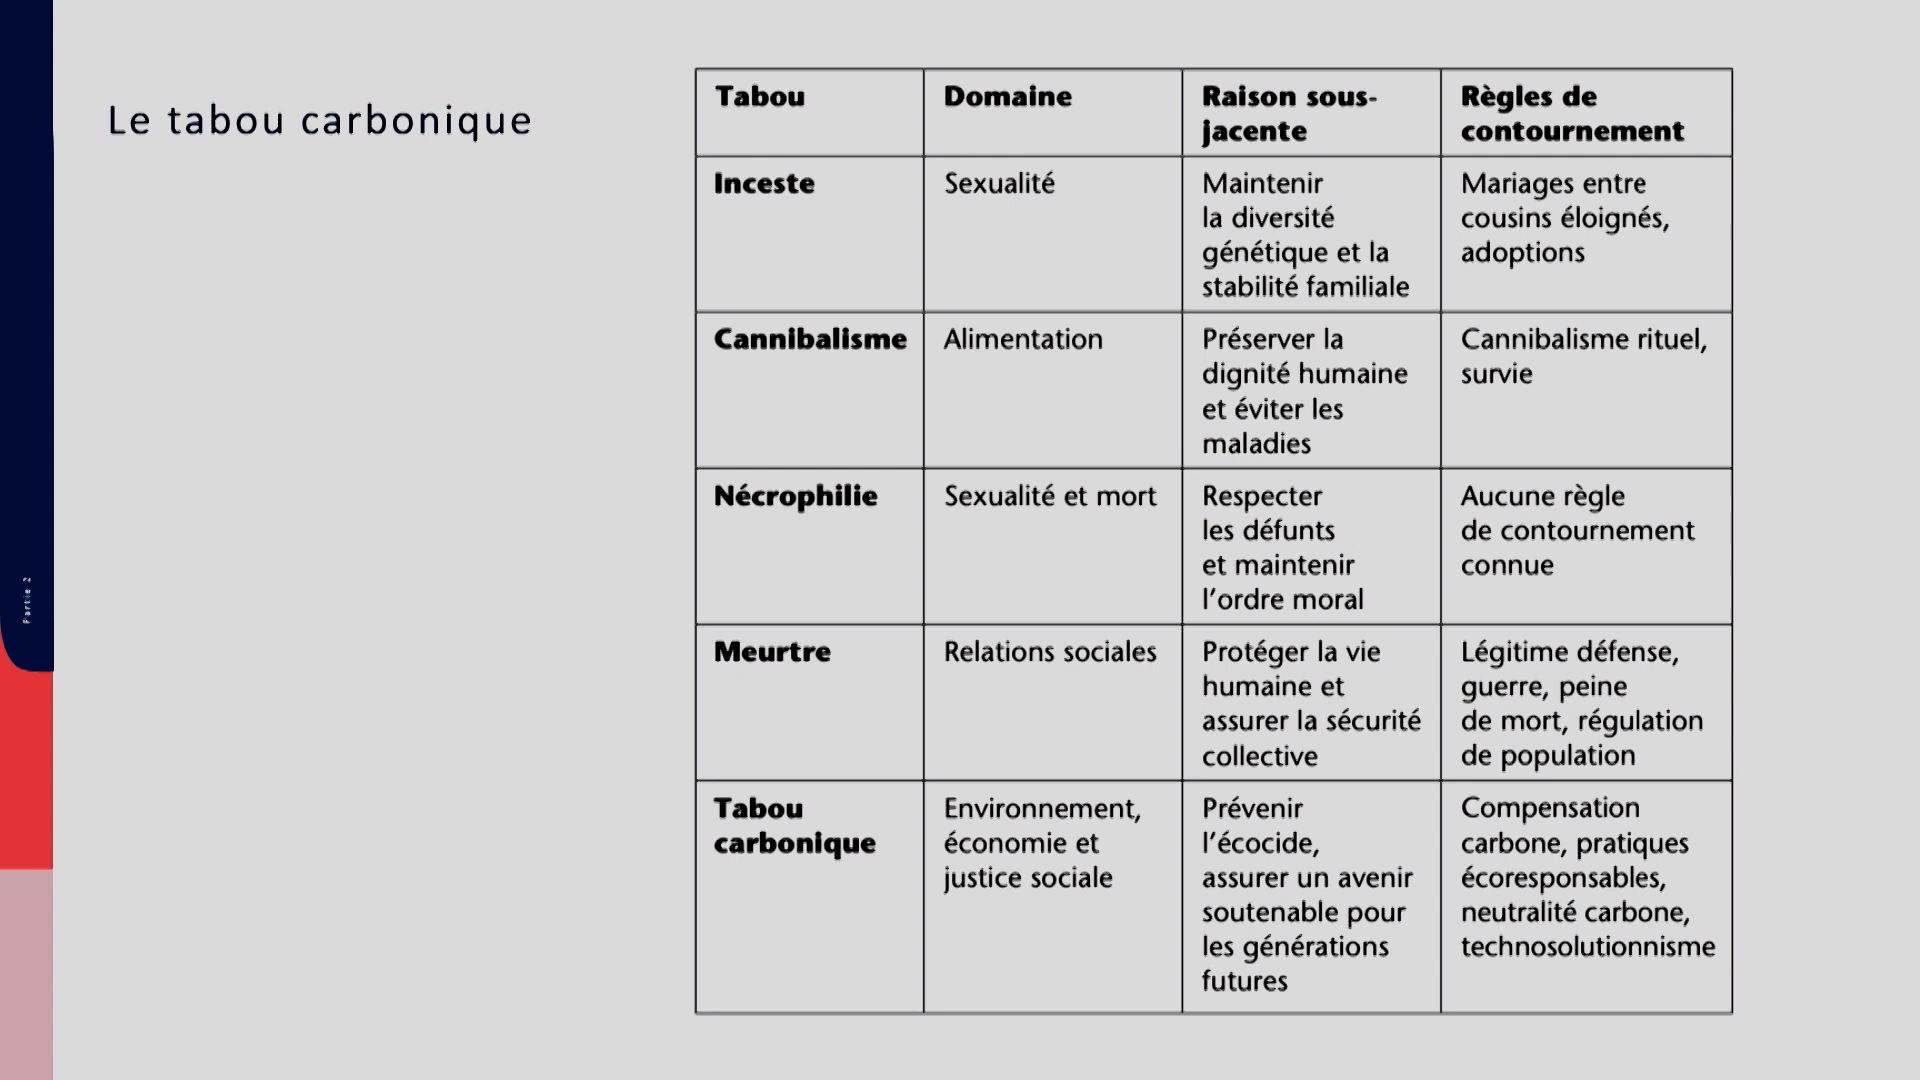 Le tabou carbonique
Tabou
Domaine
Raison sous-
jacente
Règles de
contournement
Inceste
Sexualité
Maintenir
la diversité
génétique et la
stabilité familiale
Mariages entre
cousins éloignés,
adoptions
Cannibalisme
Alimentation
Préserver la
dignité humaine
et éviter les
maladies
Cannibalisme rituel,
survie
Nécrophilie
Sexualité et mort
Respecter
les défunts
et maintenir
l’ordre moral
Aucune règle
de contournement
connue
Meurtre
Relations sociales
Protéger la vie
humaine et
assurer la sécurité
collective
Légitime défense,
guerre, peine
de mort, régulation
de population
Tabou
carbonique
Environnement,
économie et
justice sociale
Prévenir
l’écocide,
assurer un avenir
soutenable pour
les générations
futures
Compensation
carbone, pratiques
écoresponsables,
neutralité carbone,
technosolutionnisme
Partie 2